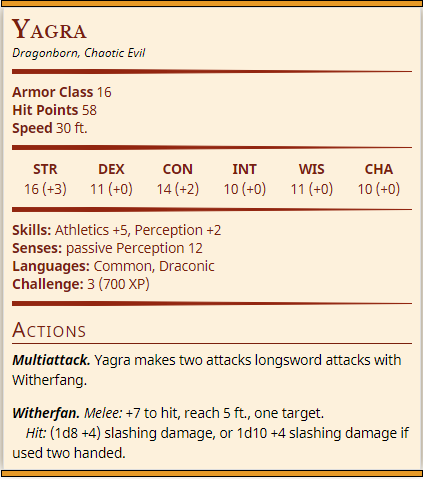 Yagra
Dragonborn, Chaotic Evil
Armor Class 16
Hit Points 58
Speed 30 ft.
STR DEX CON INT WIS CHA
16 (+3) 11 (+0) 14 (+2) 10 (+0) 11 (+0) 10 (+0)
Skills: Athletics +5, Perception +2
Senses: passive Perception 12
Languages: Common, Draconic
Challenge: 3 (700 XP)
Actions
Multiattack. Yagra makes two attacks longsword attacks with
Witherfang.
Witherfan. Melee: +7 to hit, reach 5 ft., one target.
Hit: (1d8 +4) slashing damage, or 1d10 +4 slashing damage if
used two handed.